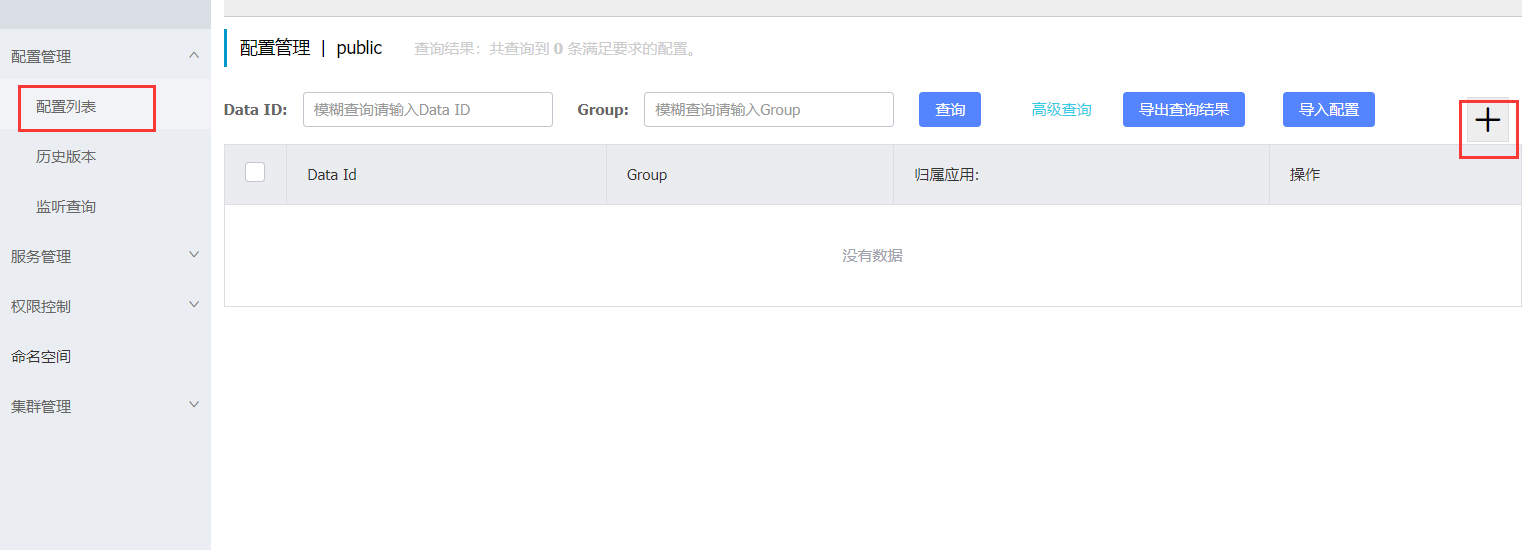 配置管理
配置列表
历史版本
监听查询
服务管理
权限控制
命名空间
集群管理
配置管理 | public 查询结果：共查询到 0 条满足要求的配置。
Data ID: 模糊查询请输入Data ID Group: 模糊查询请输入Group 查询 高级查询 导出查询结果 导入配置 +
Data Id Group 归属应用: 操作
没有数据